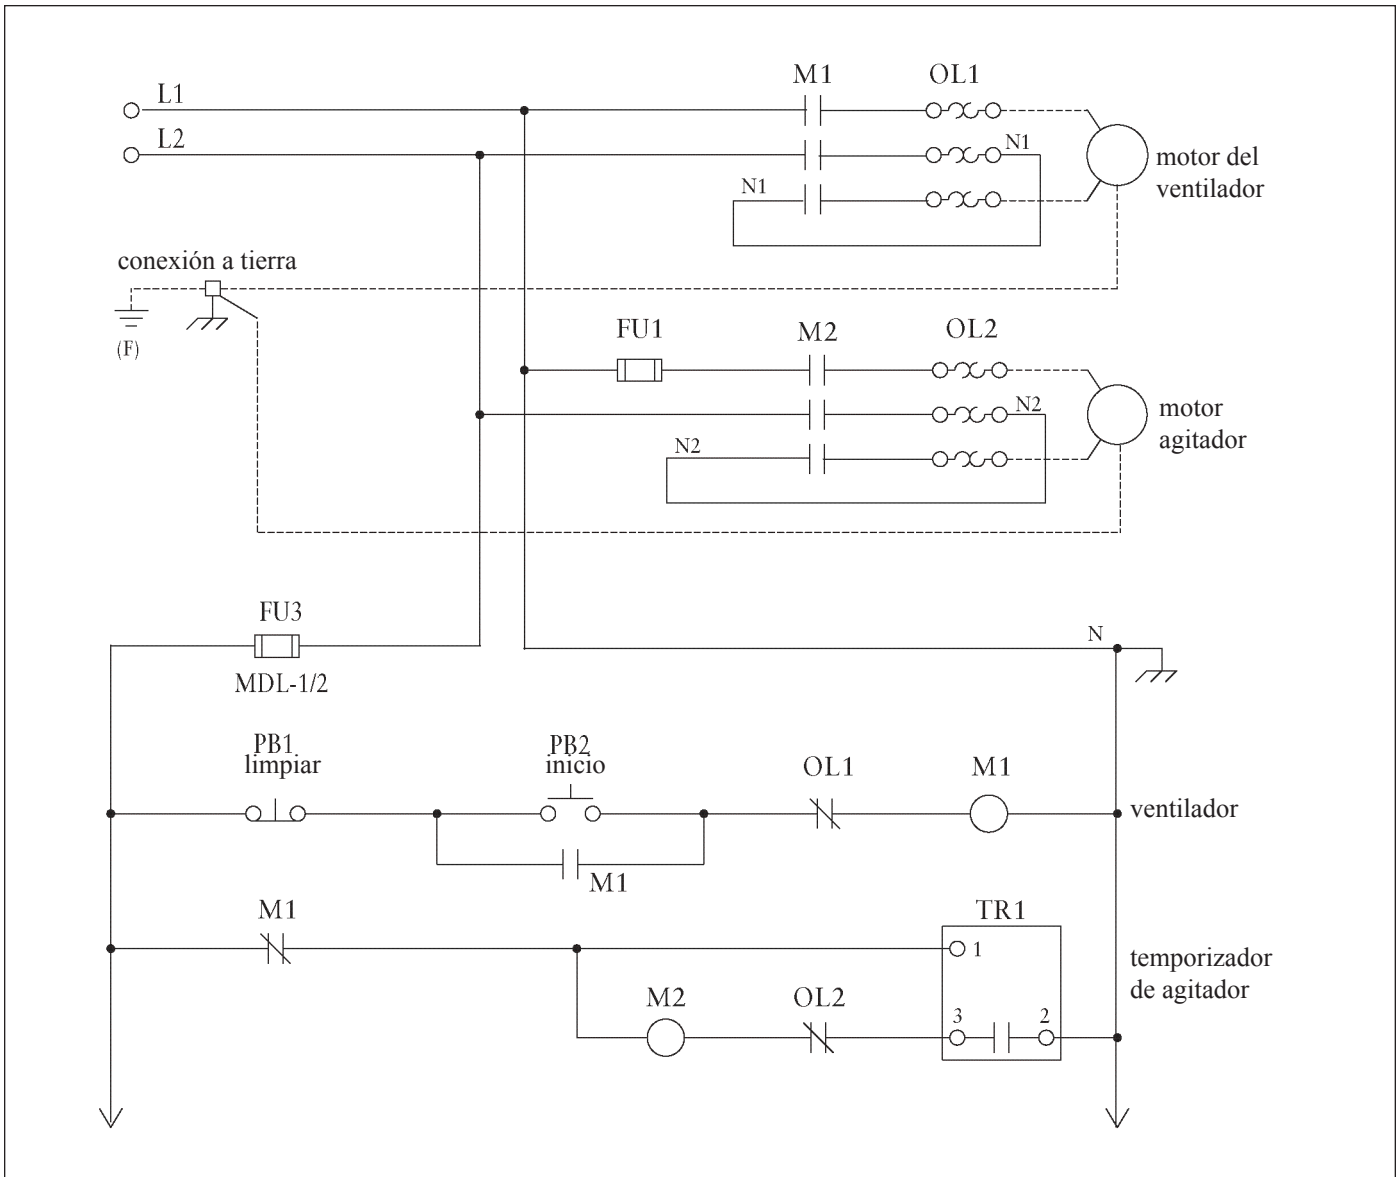 M1 OL1
L1
L2
N1
N1
motor del
ventilador
conexión a tierra
(F)
FU1 M2 OL2
N2
N2
motor
agitador
FU3
MDL-1/2
N
PB1
limpiar
PB2
inicio
OL1 M1
ventilador
M1
M1
TR1
1
temporizador
de agitador
M2 OL2
3 2